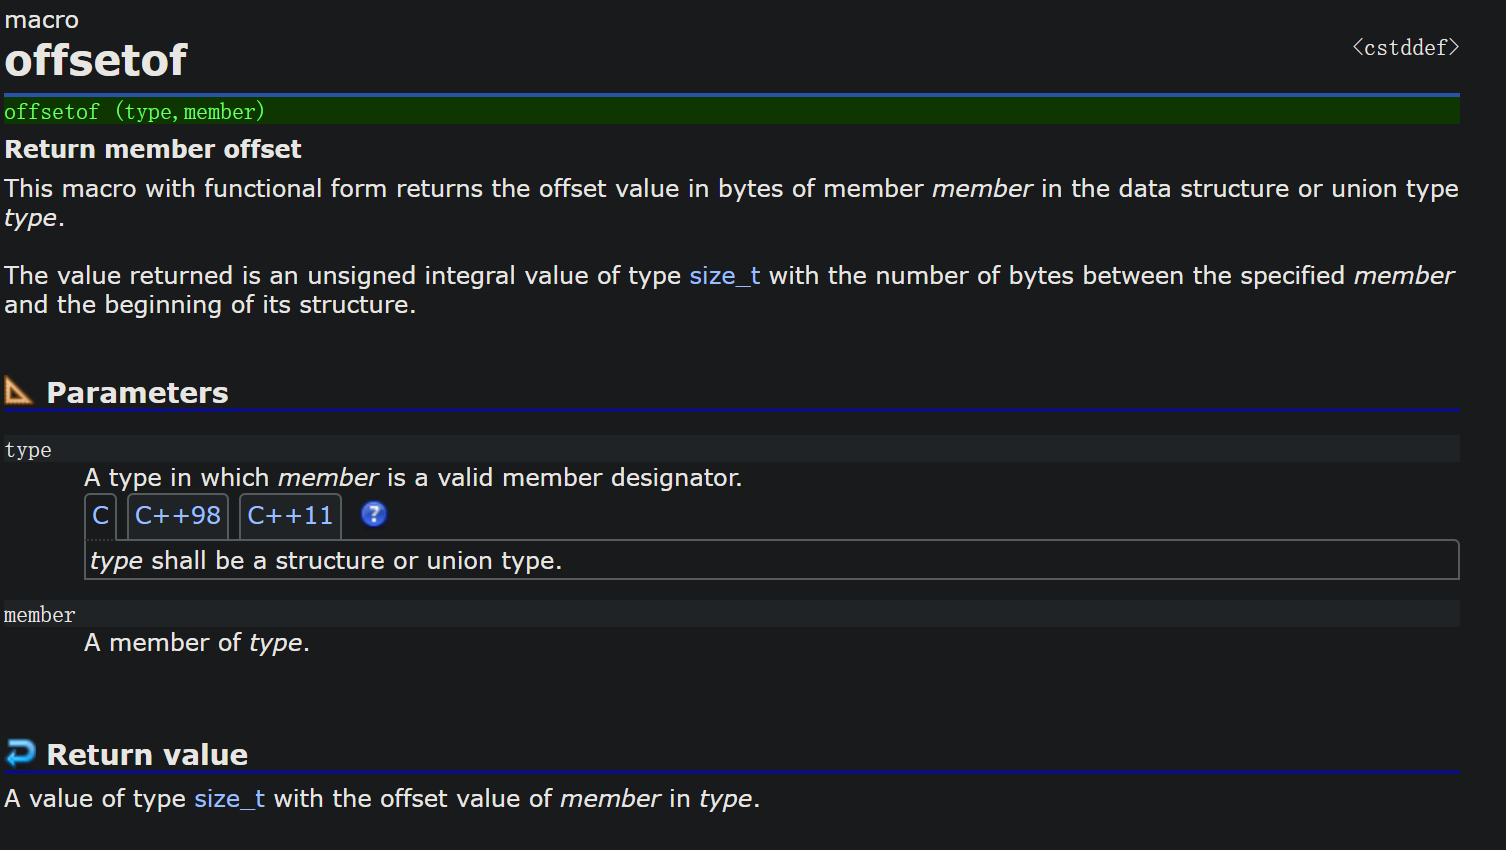 macro
offsetof
<cstddef>
offsetof (type,member)
Return member offset
This macro with functional form returns the offset value in bytes of member member in the data structure or union type
type.
The value returned is an unsigned integral value of type size_t with the number of bytes between the specified member
and the beginning of its structure.
Parameters
type
A type in which member is a valid member designator.
C C++98 C++11 ?
type shall be a structure or union type.
member
A member of type.
Return value
A value of type size_t with the offset value of member in type.